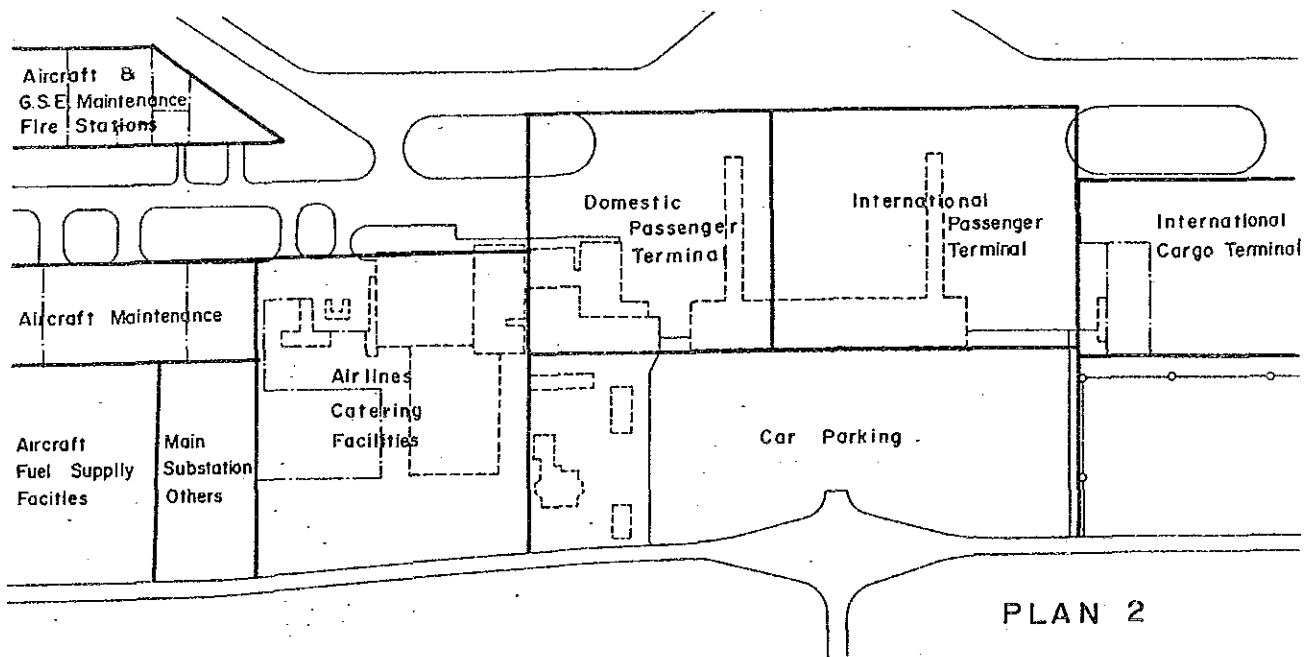 Aircraft &
G.S.E. Maintenance
Fire Stations
Domestic
Passenger
Terminal
International
Passenger
Terminal
International
Cargo Terminal
Aircraft Maintenance
Airlines
Catering
Facilities
Aircraft
Fuel Supplly
Facities
Main
Substation
Others
Car Parking
PLAN 2